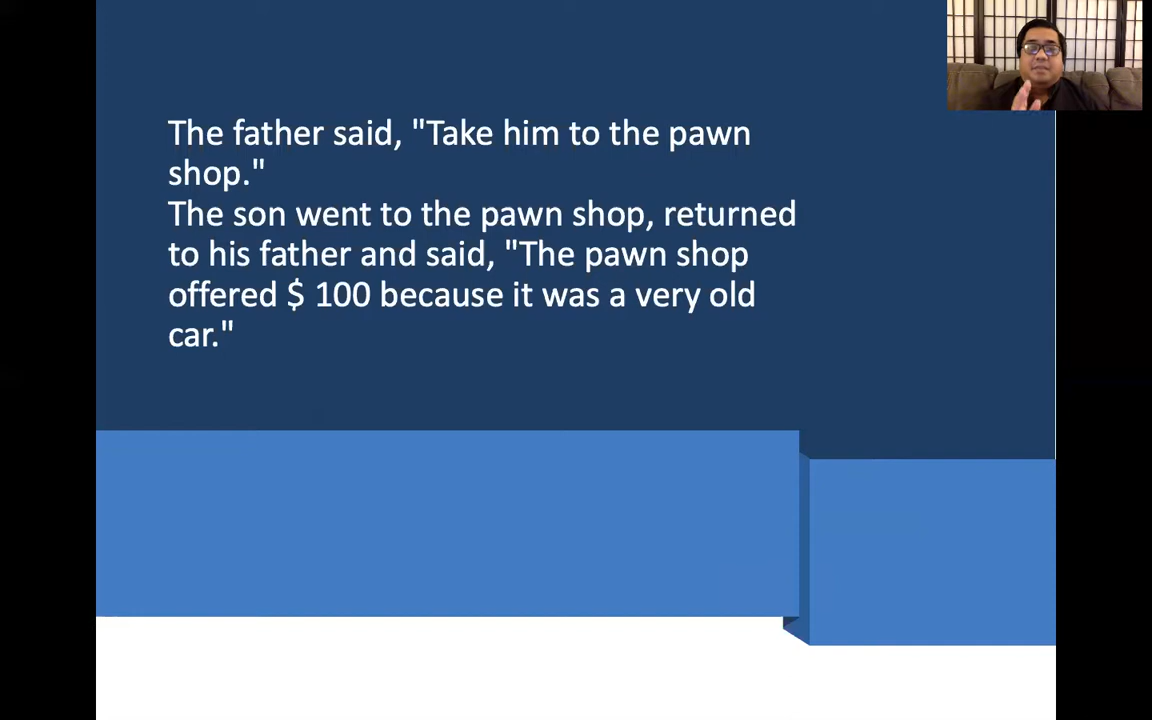 The father said, "Take him to the pawn
shop."
The son went to the pawn shop, returned
to his father and said, "The pawn shop
offered $ 100 because it was a very old
car."